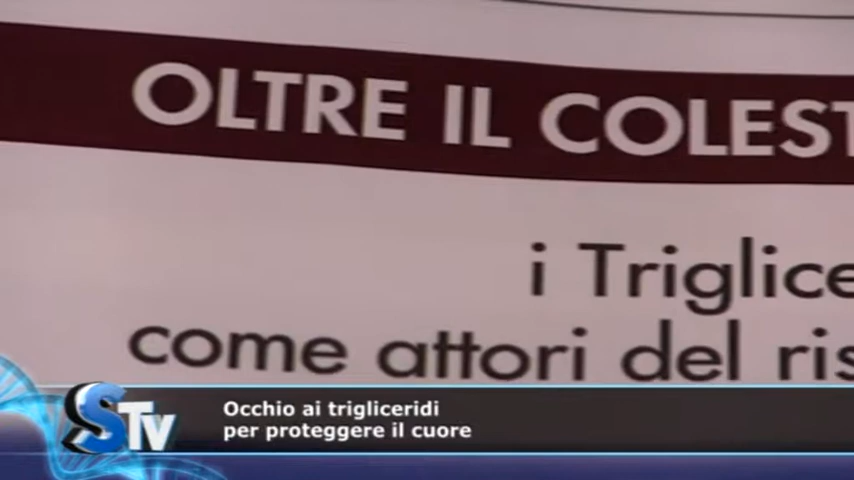 OLTRE IL COLEST
i Triglice
come attori del ris
STv
Occhio ai trigliceridi
per proteggere il cuore